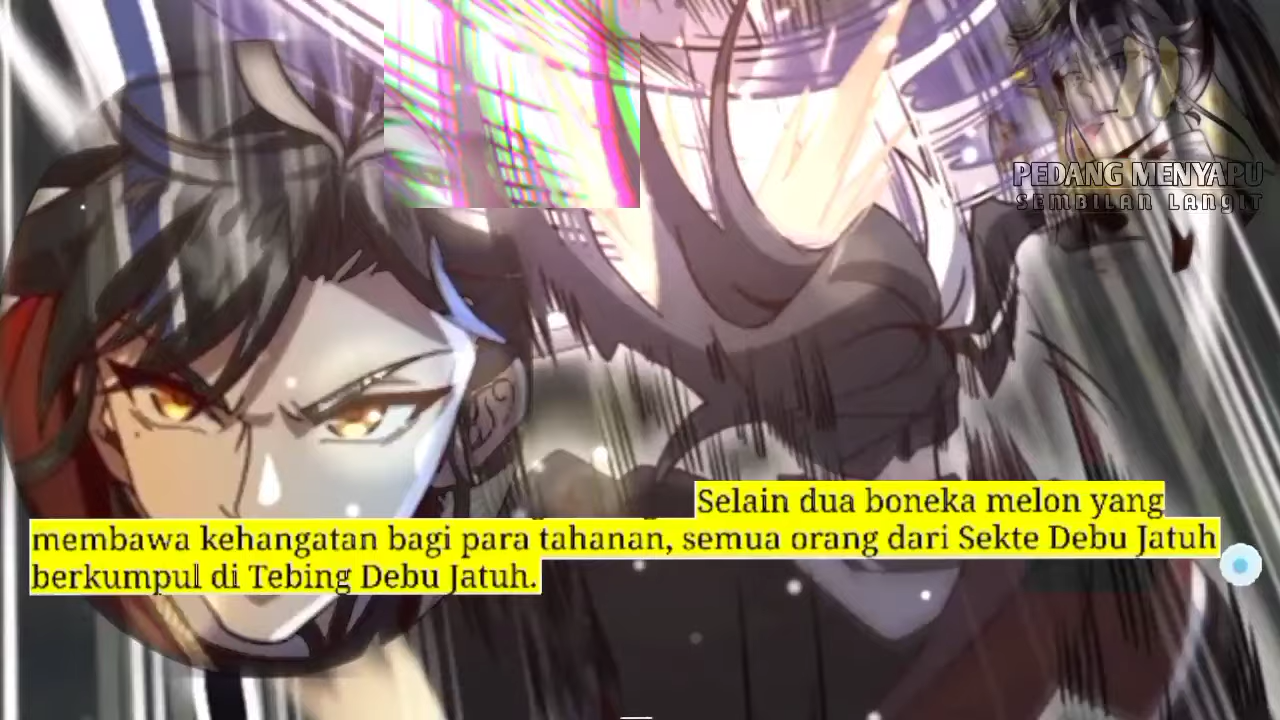 PEDANG MENYAPU
SEMBILAN LANGIT
Selain dua boneka melon yang
membawa kehangatan bagi para tahanan, semua orang dari Sekte Debu Jatuh
berkumpul di Tebing Debu Jatuh.